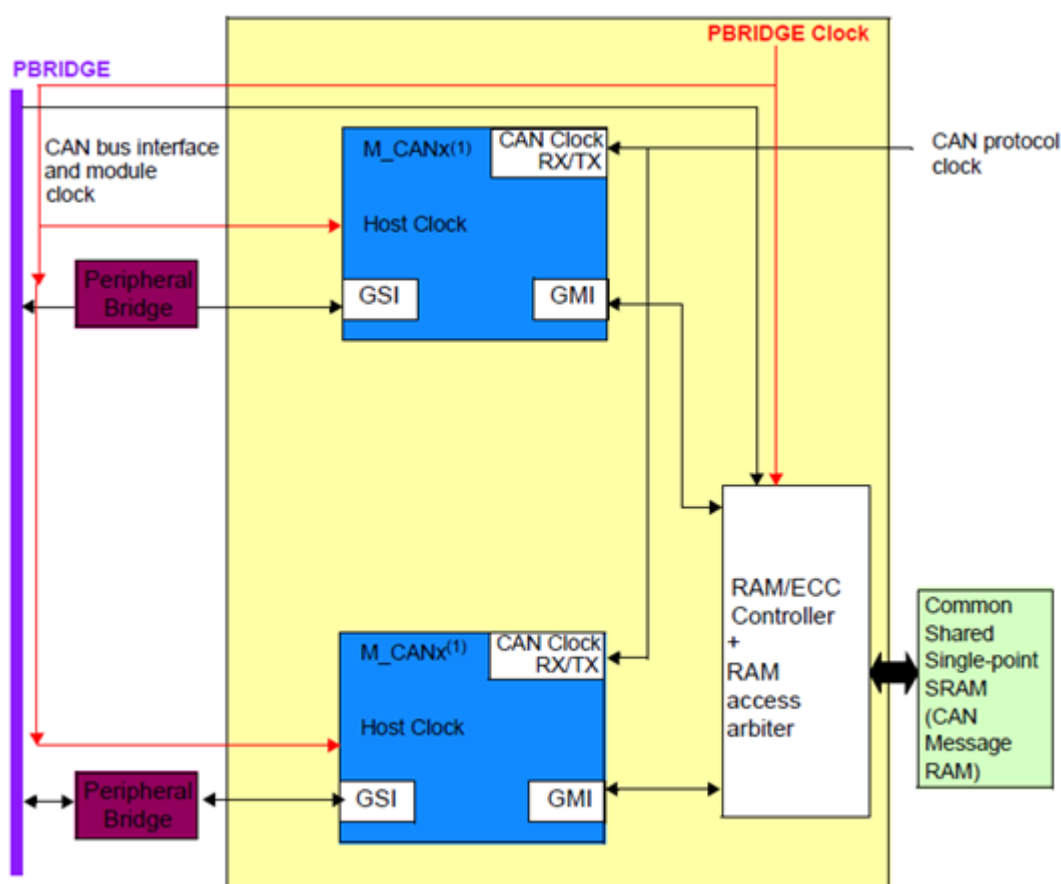 PBRIDGE Clock
PBRIDGE
CAN bus interface
and module
clock
M_CANx(1)
CAN Clock
RX/TX
CAN protocol
clock
Host Clock
Peripheral
Bridge
GSI
GMI
RAM/ECC
Controller
+
RAM
access
arbiter
Common
Shared
Single-point
SRAM
(CAN
Message
RAM)
M_CANx(1)
CAN Clock
RX/TX
Host Clock
Peripheral
Bridge
GSI
GMI